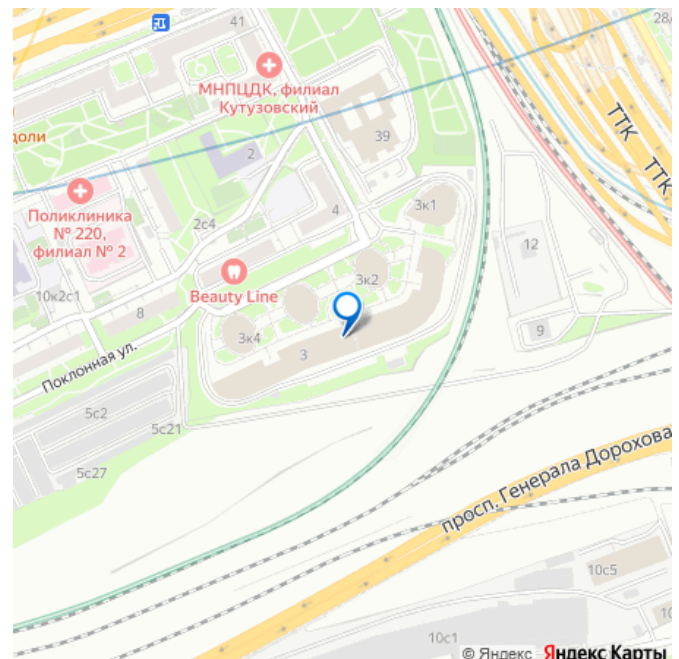 41
28/
МНПЦДК, филиал
Кутузовский
ТТК
ТТК
доли
39
2
Поликлиника
№ 220,
филиал № 2
2с4
4
3к1
12
3к2
Beauty Line
10к2с1
8
9
3к4
3
Поклонная ул.
5с2
5с21
5с27
просп. Генерала Дорохова
10с5
10с1
© Яндекс Яндекс Карты